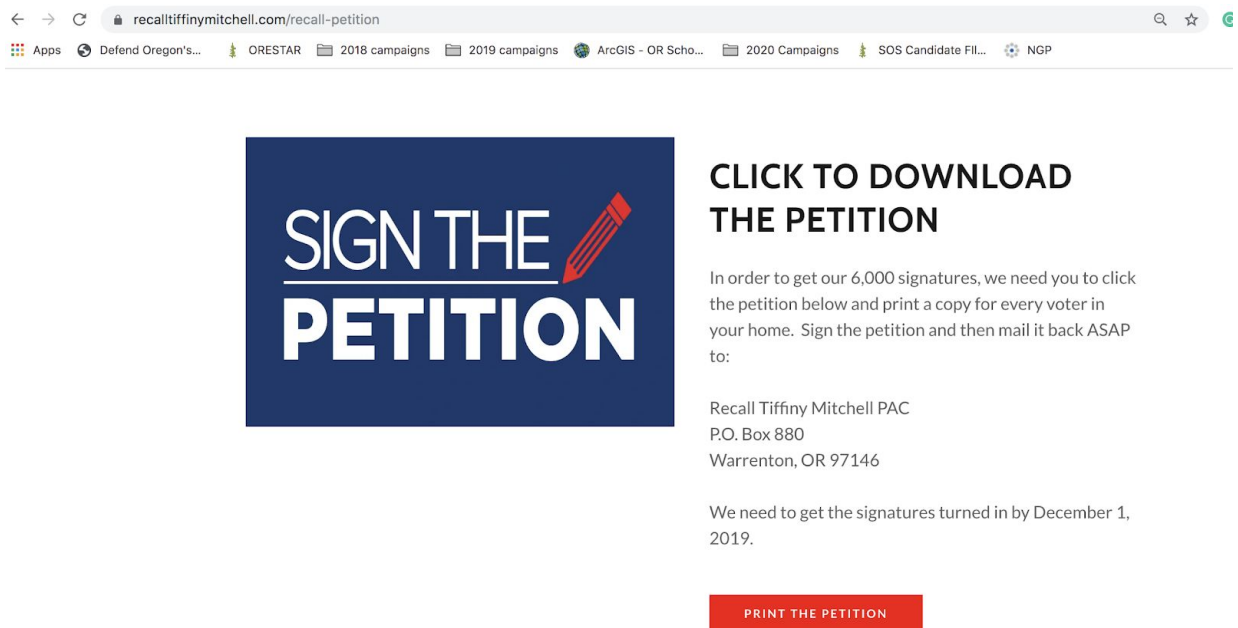 recalltiffinymitchell.com/recall-petition
Apps Defend Oregon's... ORESTAR 2018 campaigns 2019 campaigns ArcGIS - OR Scho... 2020 Campaigns SOS Candidate FIl... NGP
SIGN THE
PETITION
CLICK TO DOWNLOAD
THE PETITION
In order to get our 6,000 signatures, we need you to click
the petition below and print a copy for every voter in
your home. Sign the petition and then mail it back ASAP
to:
Recall Tiffiny Mitchell PAC
P.O. Box 880
Warrenton, OR 97146
We need to get the signatures turned in by December 1,
2019.
PRINT THE PETITION